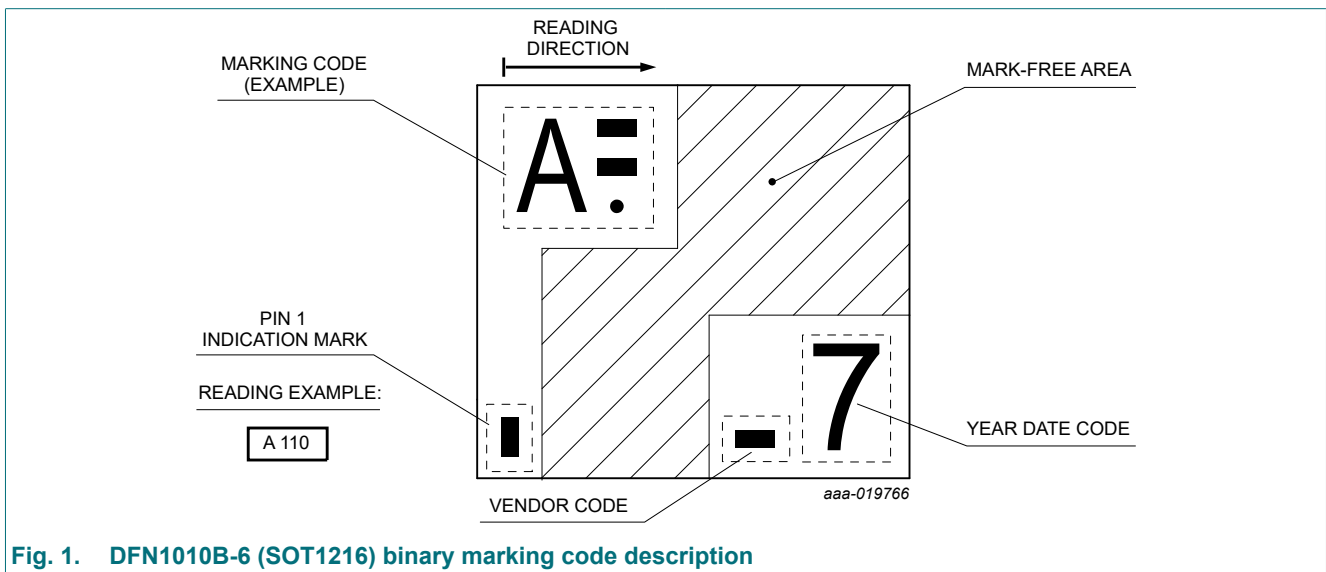 READING
DIRECTION
MARKING CODE
(EXAMPLE)
MARK-FREE AREA
A
PIN 1
INDICATION MARK
READING EXAMPLE:
A 110
7
YEAR DATE CODE
VENDOR CODE
aaa-019766
Fig. 1. DFN1010B-6 (SOT1216) binary marking code description